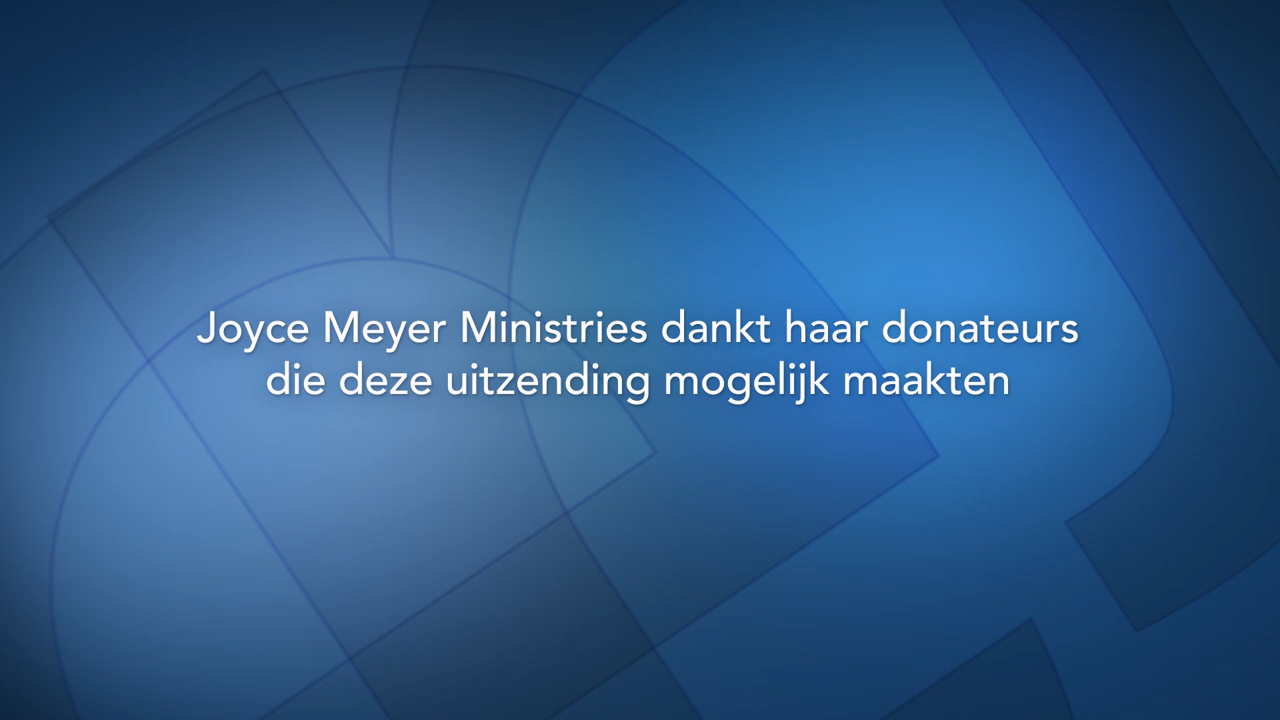 Joyce Meyer Ministries dankt haar donateurs
die deze uitzending mogelijk maakten